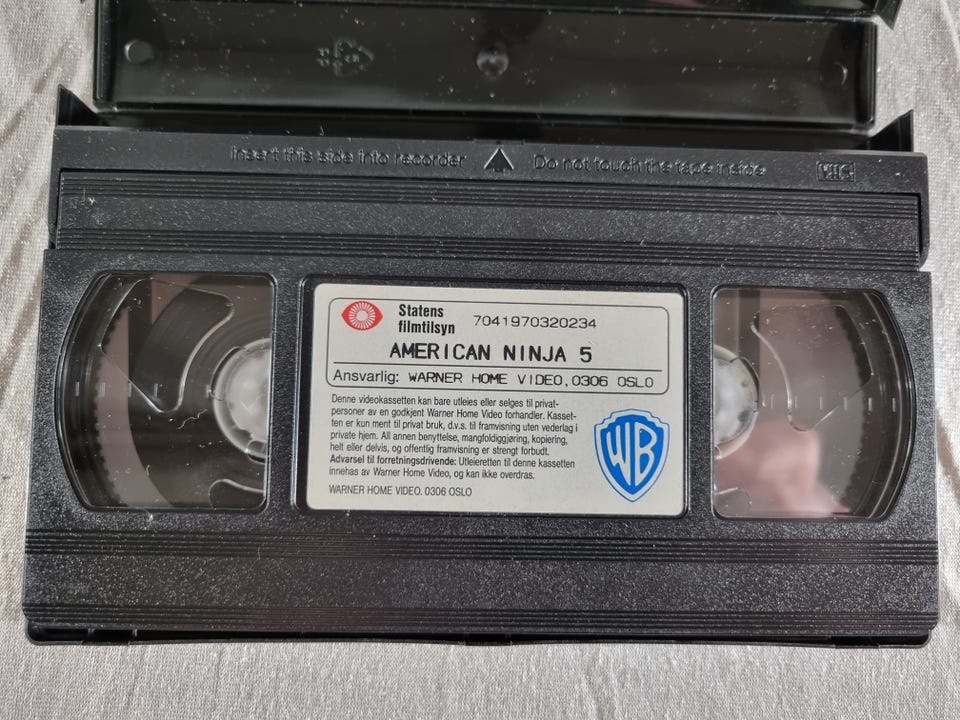 Insert this side into recorder Do not touch the tape inside VHS
Statens
filmtilsyn 7041970320234
AMERICAN NINJA 5
Ansvarlig: WARNER HOME VIDEO,0306 OSLO
Denne videokassetten kan bare utleies eller selges til privat-
personer av en godkjent Warner Home Video forhandler. Kasset-
ten er kun ment til privat bruk, d.v.s. til framvisning uten vederlag i
private hjem. All annen benyttelse, mangfoldiggjøring, kopiering,
helt eller delvis, og offentlig framvisning er strengt forbudt.
Advarsel til forretningsdrivende: Utleieretten til denne kassetten
innehas av Warner Home Video, og kan ikke overdras.
WARNER HOME VIDEO. 0306 OSLO
WB